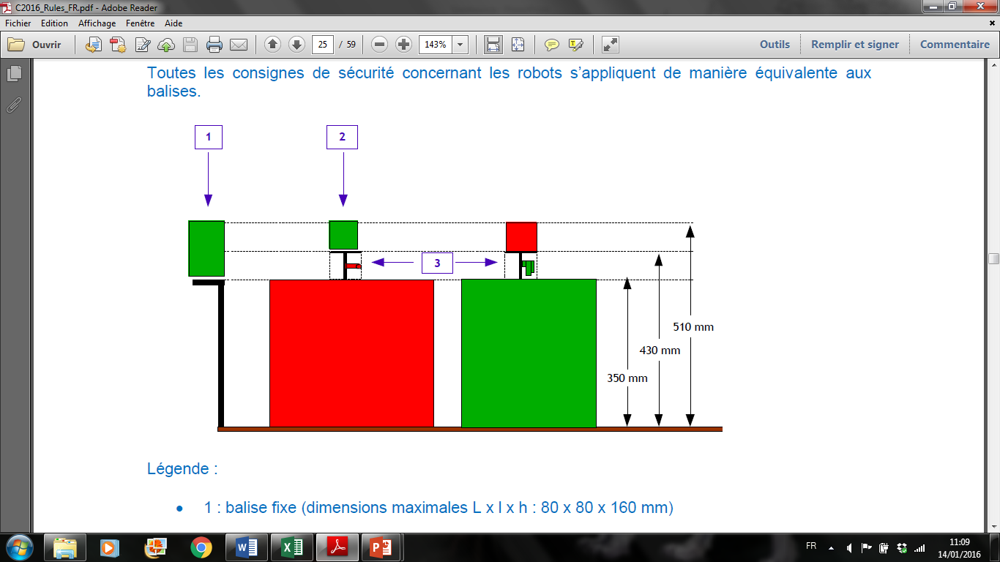 C2016_Rules_FR.pdf - Adobe Reader
Fichier Edition Affichage Fenêtre Aide
Ouvrir 25 / 59 143% Outils Remplir et signer Commentaire
Toutes les consignes de sécurité concernant les robots s'appliquent de manière équivalente aux
balises.
1 2
3
510 mm
430 mm
350 mm
Légende :
• 1 : balise fixe (dimensions maximales L x l x h : 80 x 80 x 160 mm)
FR 11:09
14/01/2016